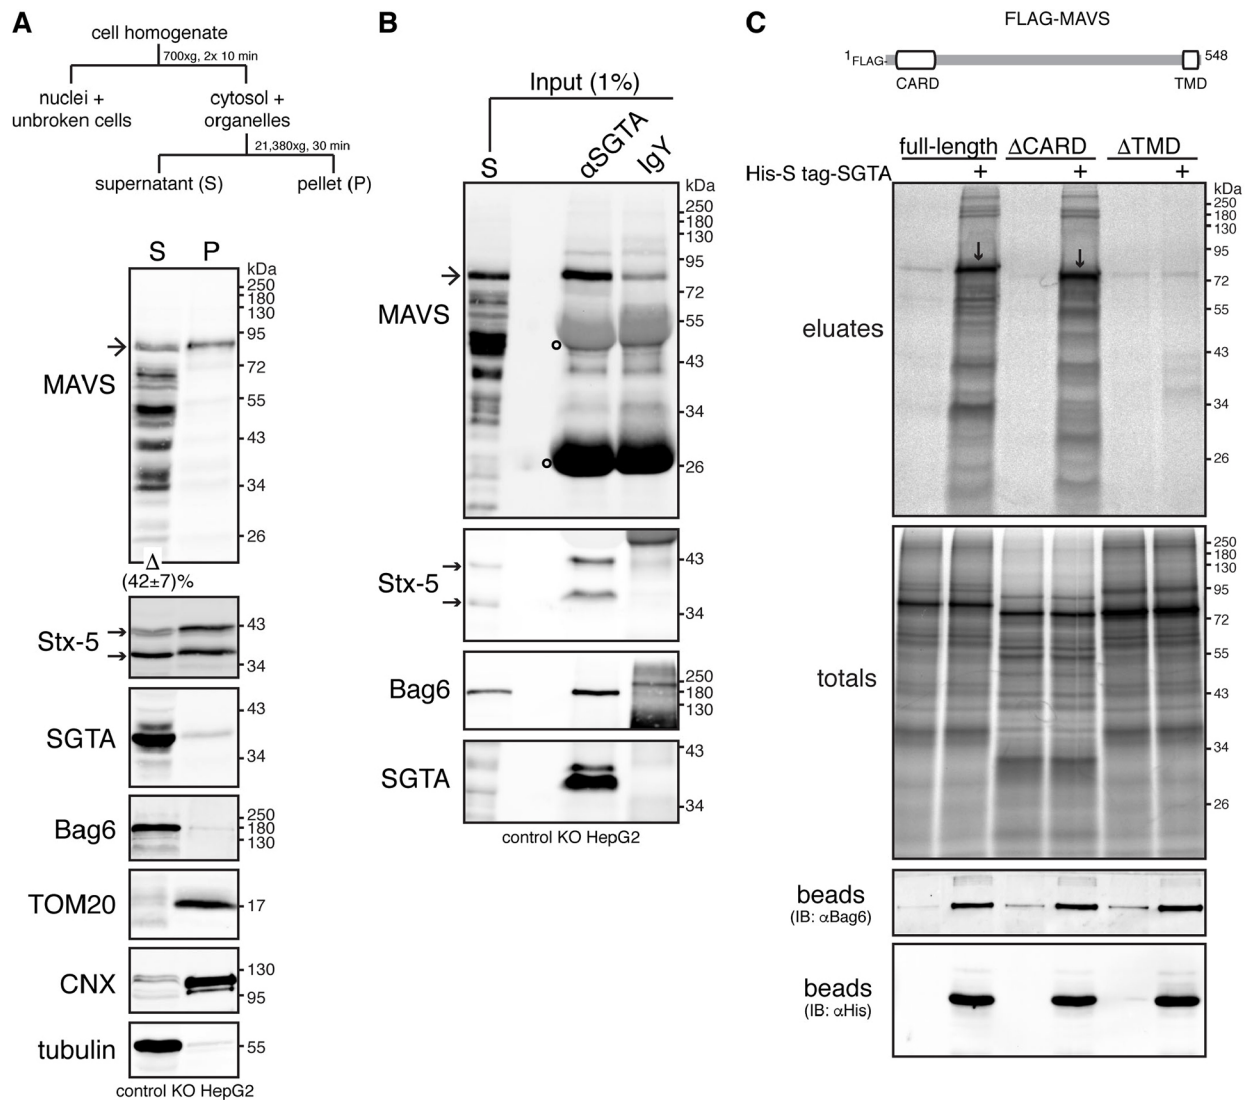 A
cell homogenate
700xg, 2x 10 min
nuclei +
unbroken cells
cytosol +
organelles
21,380xg, 30 min
supernatant (S)
pellet (P)
S P
kDa
250
180
130
95
72
55
43
34
26
MAVS
Δ
(42±7)%
Stx-5
43
34
SGTA
43
34
Bag6
250
180
130
TOM20
17
CNX
130
95
tubulin
55
control KO HepG2
B
Input (1%)
S
αSGTA
IgY
kDa
250
180
130
95
72
55
43
34
26
MAVS
Stx-5
43
34
Bag6
250
180
130
SGTA
43
34
control KO HepG2
C
FLAG-MAVS
1FLAG-
548
CARD
TMD
full-length ΔCARD ΔTMD
His-S tag-SGTA + + +
kDa
250
180
130
95
72
55
43
34
26
eluates
totals
250
180
130
95
72
55
43
34
26
beads
(IB: αBag6)
beads
(IB: αHis)